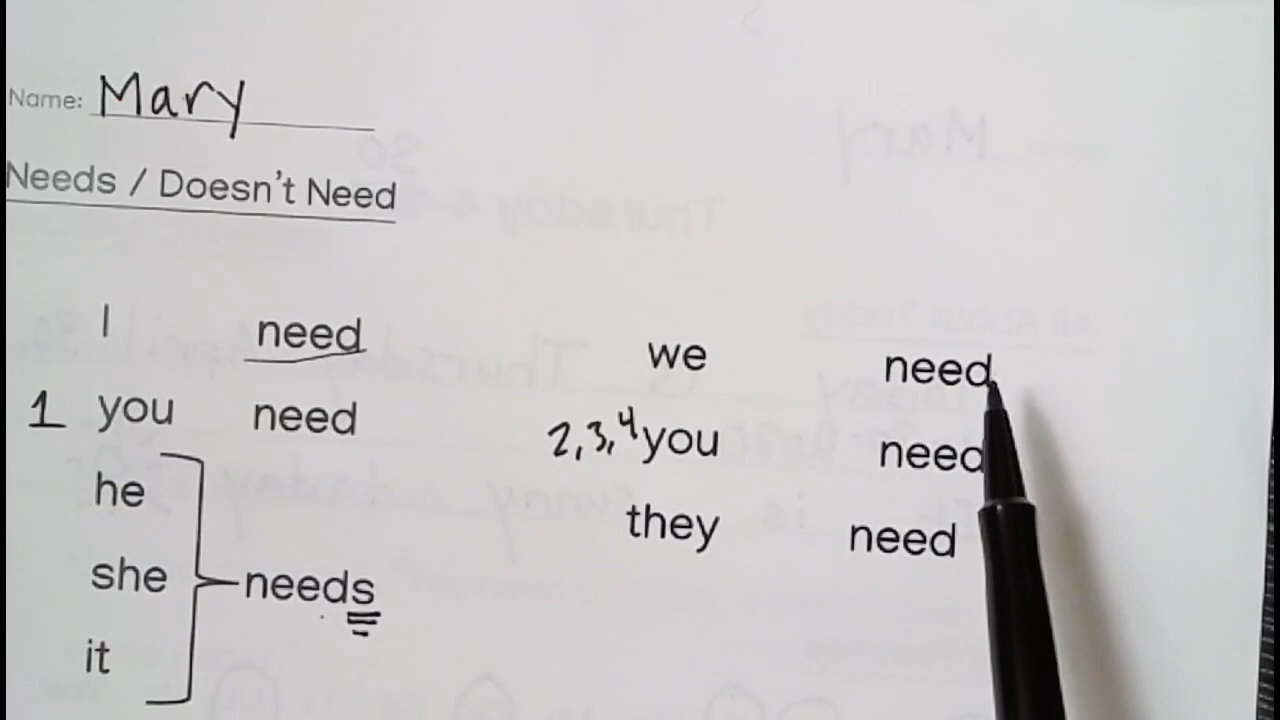 Name: Mary
Needs / Doesn't Need
I need
1 you need
he
she needs
it
we need
2,3,4 you need
they need